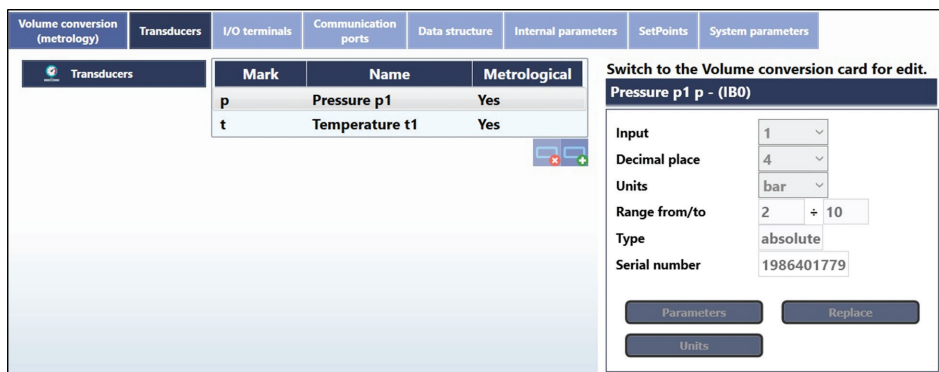 Volume conversion (metrology)
Transducers
I/O terminals
Communication ports
Data structure
Internal parameters
SetPoints
System parameters
Transducers
Mark Name Metrological
p Pressure p1 Yes
t Temperature t1 Yes
Switch to the Volume conversion card for edit.
Pressure p1 p - (IB0)
Input 1
Decimal place 4
Units bar
Range from/to 2 ÷ 10
Type absolute
Serial number 1986401779
Parameters Replace
Units